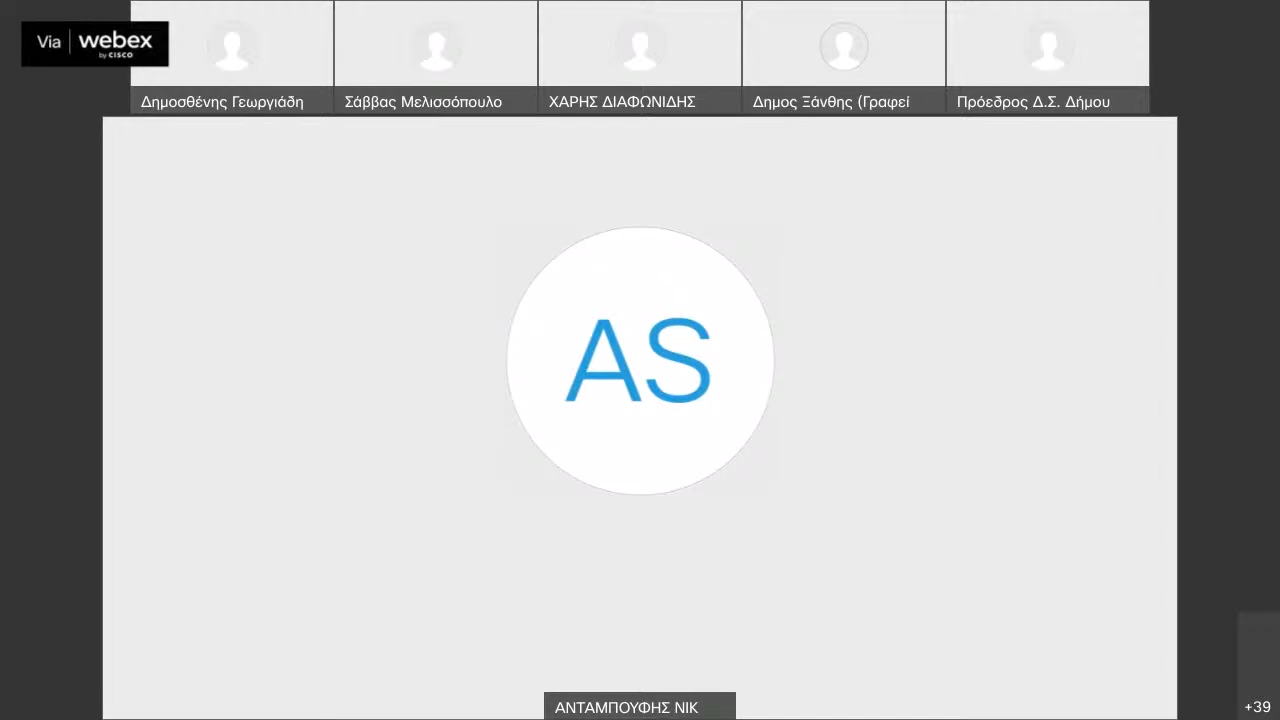 Via webex
by CISCO
Δημοσθένης Γεωργιάδη
Σάββας Μελισσόπουλο
ΧΑΡΗΣ ΔΙΑΦΩΝΙΔΗΣ
Δημος Ξάνθης (Γραφεί
Πρόεδρος Δ.Σ. Δήμου
AS
ΑΝΤΑΜΠΟΥΦΗΣ ΝΙΚ
+39